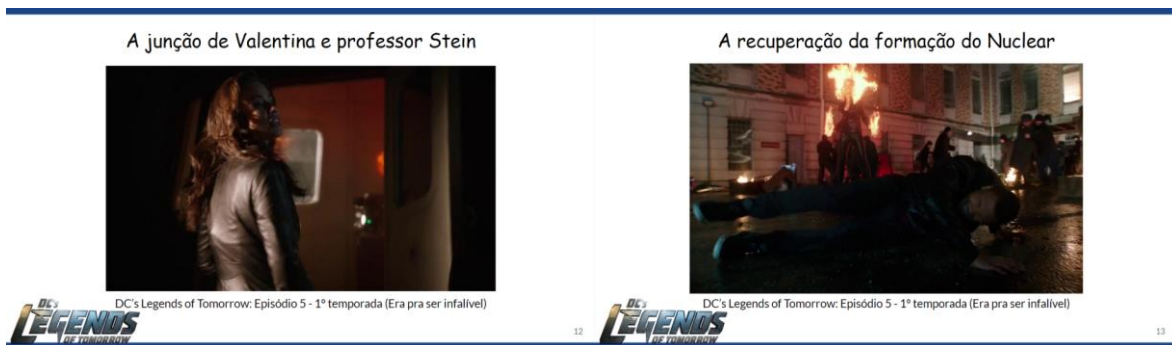 A junção de Valentina e professor Stein
DC's Legends of Tomorrow: Episódio 5 - 1º temporada (Era pra ser infalível)
DC's
LEGENDS
OF TOMORROW
12
A recuperação da formação do Nuclear
DC's Legends of Tomorrow: Episódio 5 - 1º temporada (Era pra ser infalível)
DC's
LEGENDS
OF TOMORROW
13